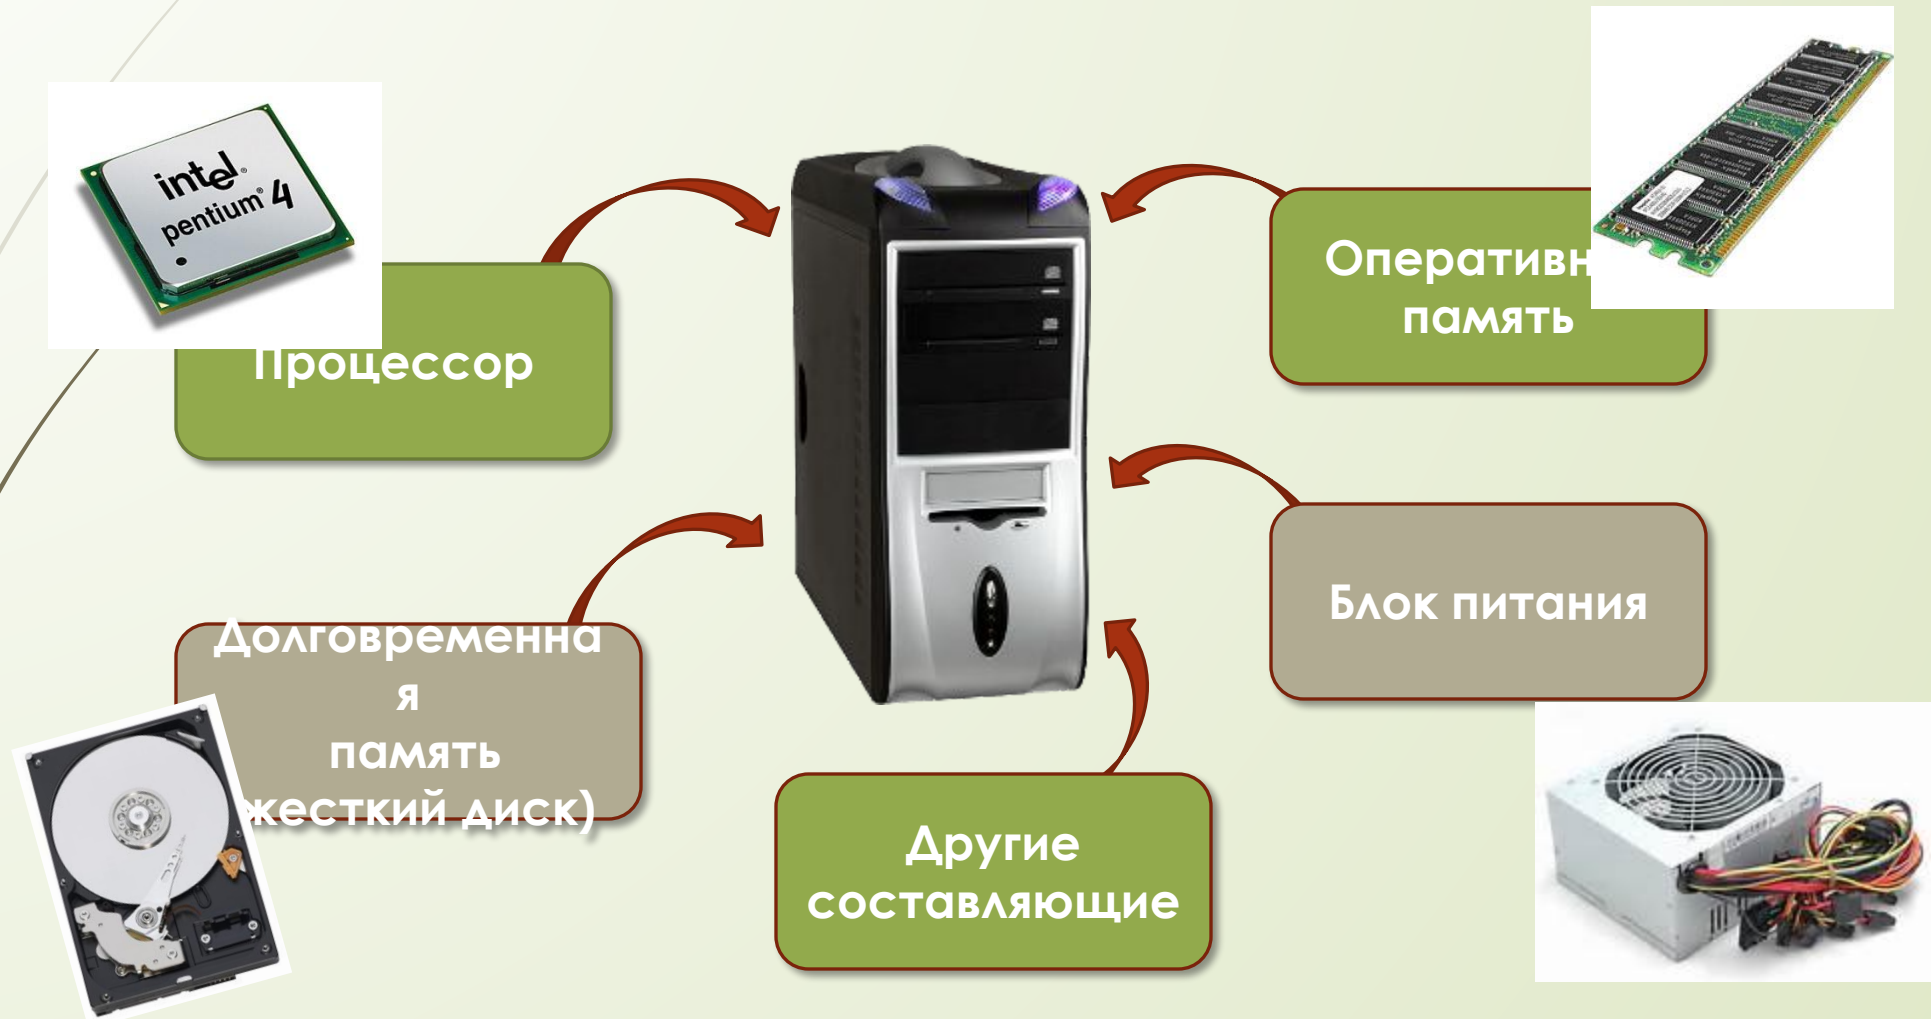 intel
pentium 4
Процессор
Оперативн
память
Долговременна
я
память
жесткий диск)
Блок питания
Другие
составляющие